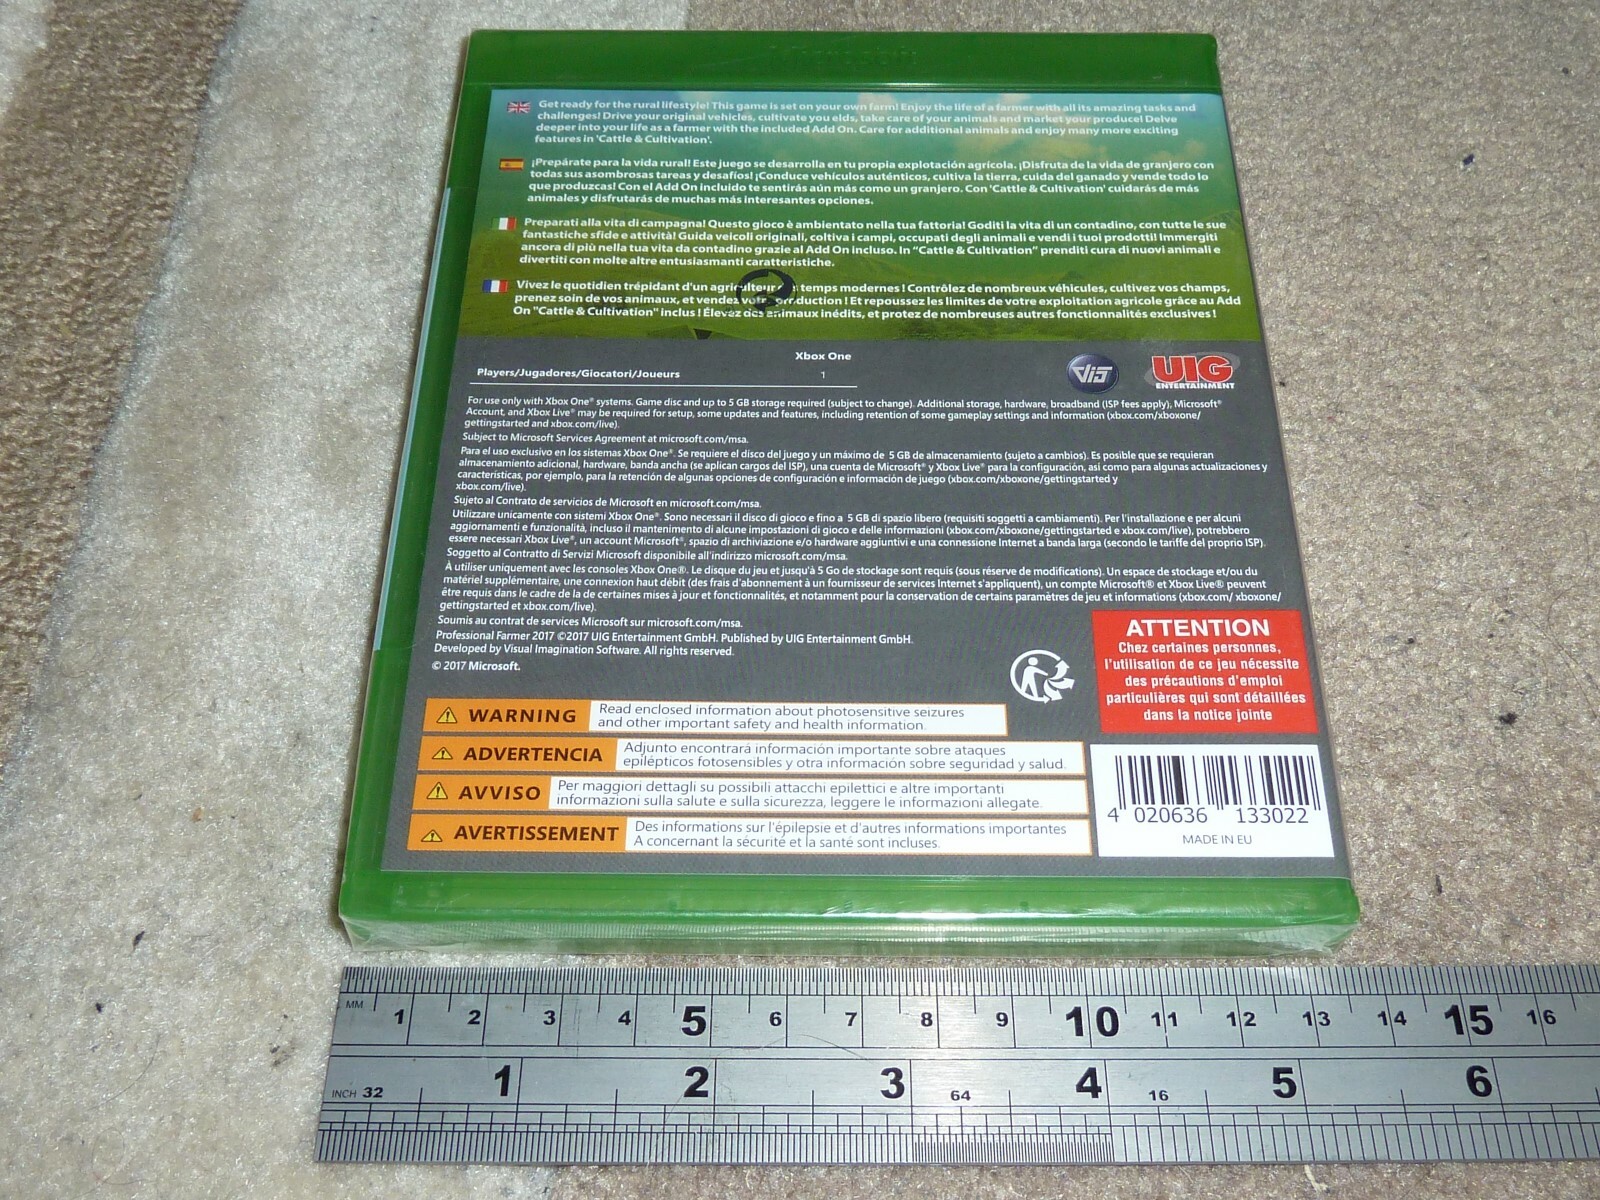 Microsoft
Get ready for the rural lifestyle! This game is set on your own farm! Enjoy the life of a farmer with all its amazing tasks and
challenges! Drive your original vehicles, cultivate you elds, take care of your animals and market your produce! Delve
deeper into your life as a farmer with the included Add On. Care for additional animals and enjoy many more exciting
features in 'Cattle & Cultivation'.
¡Prepárate para la vida rural! Este juego se desarrolla en tu propia explotación agrícola. ¡Disfruta de la vida de granjero con
todas sus asombrosas tareas y desafíos! ¡Conduce vehículos auténticos, cultiva la tierra, cuida del ganado y vende todo lo
que produzcas! Con el Add On incluido te sentirás aún más como un granjero. Con 'Cattle & Cultivation' cuidarás de más
animales y disfrutarás de muchas más interesantes opciones.
Preparati alla vita di campagna! Questo gioco è ambientato nella tua fattoria! Goditi la vita di un contadino, con tutte le sue
fantastiche sfide e attività! Guida veicoli originali, coltiva i campi, occupati degli animali e vendi i tuoi prodotti! Immergiti
ancora di più nella tua vita da contadino grazie al Add On incluso. In “Cattle & Cultivation” prenditi cura di nuovi animali e
divertiti con molte altre entusiasmanti caratteristiche.
Vivez le quotidien trépidant d'un agriculteur temps modernes ! Contrôlez de nombreux véhicules, cultivez vos champs,
prenez soin de vos animaux, et vendez duction ! Et repoussez les limites de votre exploitation agricole grâce au Add
On "Cattle & Cultivation" inclus ! Élevez des animaux inédits, et protez de nombreuses autres fonctionnalités exclusives !
Xbox One
Players/Jugadores/Giocatori/Joueurs 1
VIS
UIG
ENTERTAINMENT
For use only with Xbox One® systems. Game disc and up to 5 GB storage required (subject to change). Additional storage, hardware, broadband (ISP fees apply), Microsoft®
Account, and Xbox Live® may be required for setup, some updates and features, including retention of some gameplay settings and information (xbox.com/xboxone/
gettingstarted and xbox.com/live).
Subject to Microsoft Services Agreement at microsoft.com/msa.
Para el uso exclusivo en los sistemas Xbox One®. Se requiere el disco del juego y un máximo de 5 GB de almacenamiento (sujeto a cambios). Es posible que se requieran
almacenamiento adicional, hardware, banda ancha (se aplican cargos del ISP), una cuenta de Microsoft® y Xbox Live® para la configuración, así como para algunas actualizaciones y
características, por ejemplo, para la retención de algunas opciones de configuración e información de juego (xbox.com/xboxone/gettingstarted y
xbox.com/live).
Sujeto al Contrato de servicios de Microsoft en microsoft.com/msa.
Utilizzare unicamente con sistemi Xbox One®. Sono necessari il disco di gioco e fino a 5 GB di spazio libero (requisiti soggetti a cambiamenti). Per l'installazione e per alcuni
aggiornamenti e funzionalità, incluso il mantenimento di alcune impostazioni di gioco e delle informazioni (xbox.com/xboxone/gettingstarted e xbox.com/live), potrebbero
essere necessari Xbox Live®, un account Microsoft®, spazio di archiviazione e/o hardware aggiuntivi e una connessione Internet a banda larga (secondo le tariffe del proprio ISP).
Soggetto al Contratto di Servizi Microsoft disponibile all'indirizzo microsoft.com/msa.
À utiliser uniquement avec les consoles Xbox One®. Le disque du jeu et jusqu'à 5 Go de stockage sont requis (sous réserve de modifications). Un espace de stockage et/ou du
matériel supplémentaire, une connexion haut débit (des frais d'abonnement à un fournisseur de services Internet s'appliquent), un compte Microsoft® et Xbox Live® peuvent
être requis dans le cadre de la de certaines mises à jour et fonctionnalités, et notamment pour la conservation de certains paramètres de jeu et informations (xbox.com/ xboxone/
gettingstarted et xbox.com/live).
Soumis au contrat de services Microsoft sur microsoft.com/msa.
Professional Farmer 2017 ©2017 UIG Entertainment GmbH. Published by UIG Entertainment GmbH.
Developed by Visual Imagination Software. All rights reserved.
© 2017 Microsoft.
ATTENTION
Chez certaines personnes,
l'utilisation de ce jeu nécessite
des précautions d'emploi
particulières qui sont détaillées
dans la notice jointe
WARNING Read enclosed information about photosensitive seizures
and other important safety and health information.
ADVERTENCIA Adjunto encontrará información importante sobre ataques
epilépticos fotosensibles y otra información sobre seguridad y salud.
AVVISO Per maggiori dettagli su possibili attacchi epilettici e altre importanti
informazioni sulla salute e sulla sicurezza, leggere le informazioni allegate.
AVERTISSEMENT Des informations sur l'épilepsie et d'autres informations importantes
A concernant la sécurité et la santé sont incluses.
4 020636 133022
MADE IN EU
MM 1 2 3 4 5 6 7 8 9 10 11 12 13 14 15 16
INCH 32 1 2 3 64 4 16 5 6